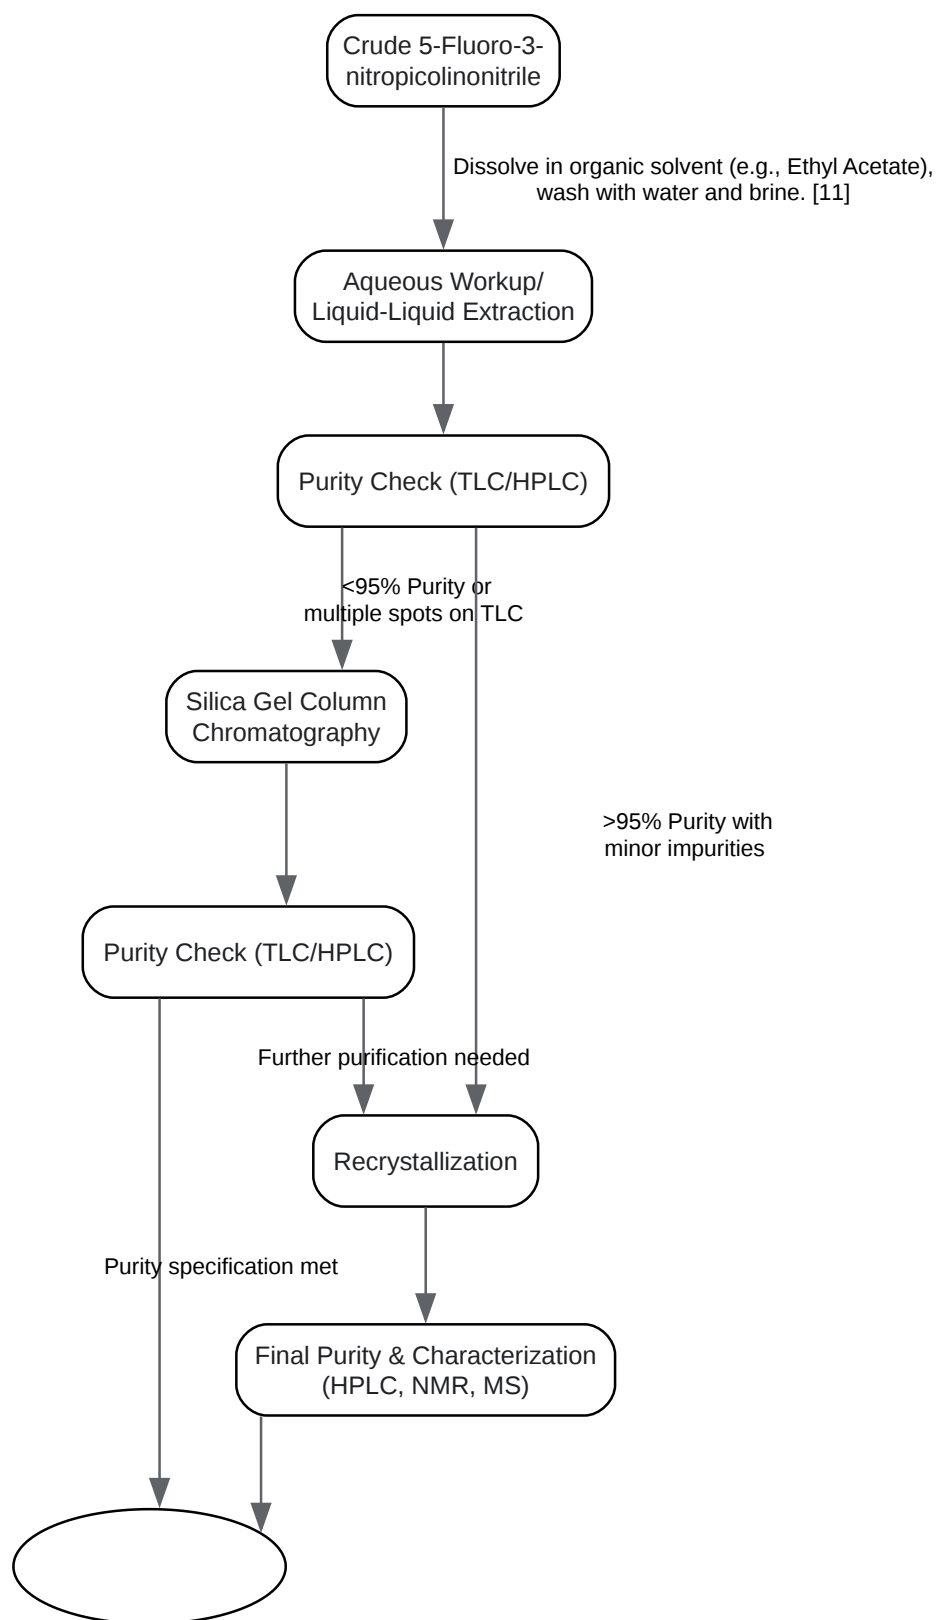 Crude 5-Fluoro-3-
nitropicolinonitrile
Dissolve in organic solvent (e.g., Ethyl Acetate),
wash with water and brine. [11]
Aqueous Workup/
Liquid-Liquid Extraction
Purity Check (TLC/HPLC)
<95% Purity or
multiple spots on TLC
Silica Gel Column
Chromatography
>95% Purity with
minor impurities
Purity Check (TLC/HPLC)
Further purification needed
Recrystallization
Purity specification met
Final Purity & Characterization
(HPLC, NMR, MS)